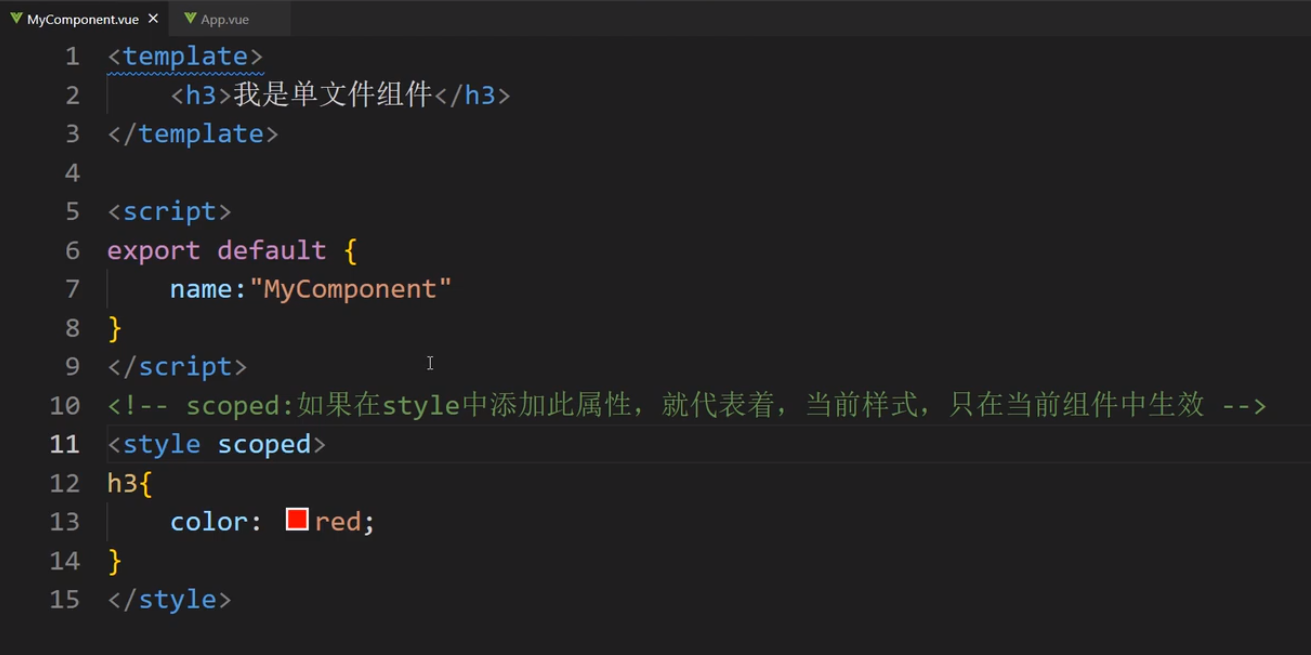 MyComponent.vue ✕ App.vue
1 <template>
2     <h3>我是单文件组件</h3>
3 </template>
4
5 <script>
6 export default {
7     name:"MyComponent"
8 }
9 </script>
10 <!-- scoped:如果在style中添加此属性，就代表着，当前样式，只在当前组件中生效 -->
11 <style scoped>
12 h3{
13     color: red;
14 }
15 </style>